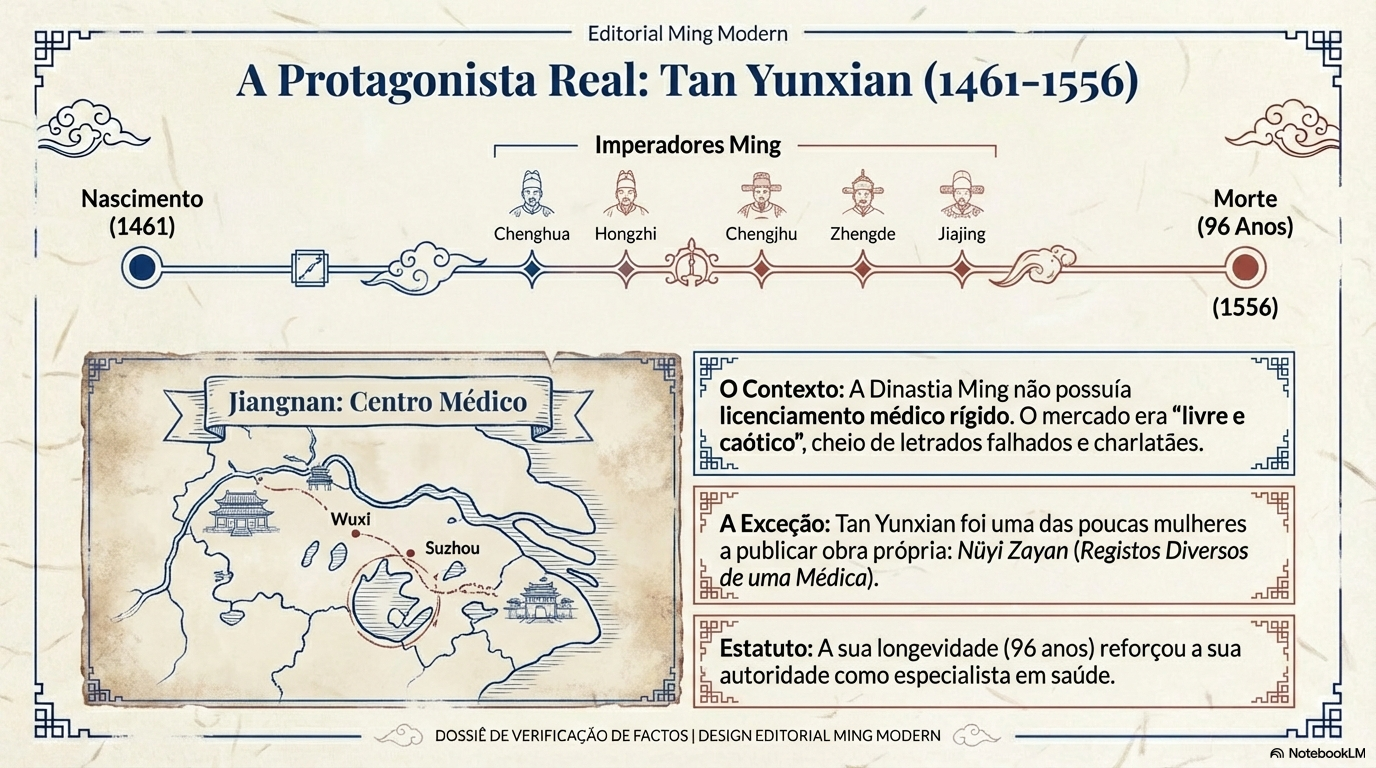 Editorial Ming Modern
A Protagonista Real: Tan Yunxian (1461-1556)
Imperadores Ming
Nascimento
(1461)
Chenghua
Hongzhi
Chengjhu
Zhengde
Jiajing
Morte
(96 Anos)
(1556)
Jiangnan: Centro Médico
Wuxi
Suzhou
O Contexto: A Dinastia Ming não possuía
licenciamento médico rígido. O mercado era “livre e
caótico”, cheio de letrados falhados e charlatães.
A Exceção: Tan Yunxian foi uma das poucas mulheres
a publicar obra própria: Nüyi Zayan (Registos Diversos
de uma Médica).
Estatuto: A sua longevidade (96 anos) reforçou a sua
autoridade como especialista em saúde.
DOSSIÊ DE VERIFICAÇÃO DE FACTOS | DESIGN EDITORIAL MING MODERN
NotebookLM